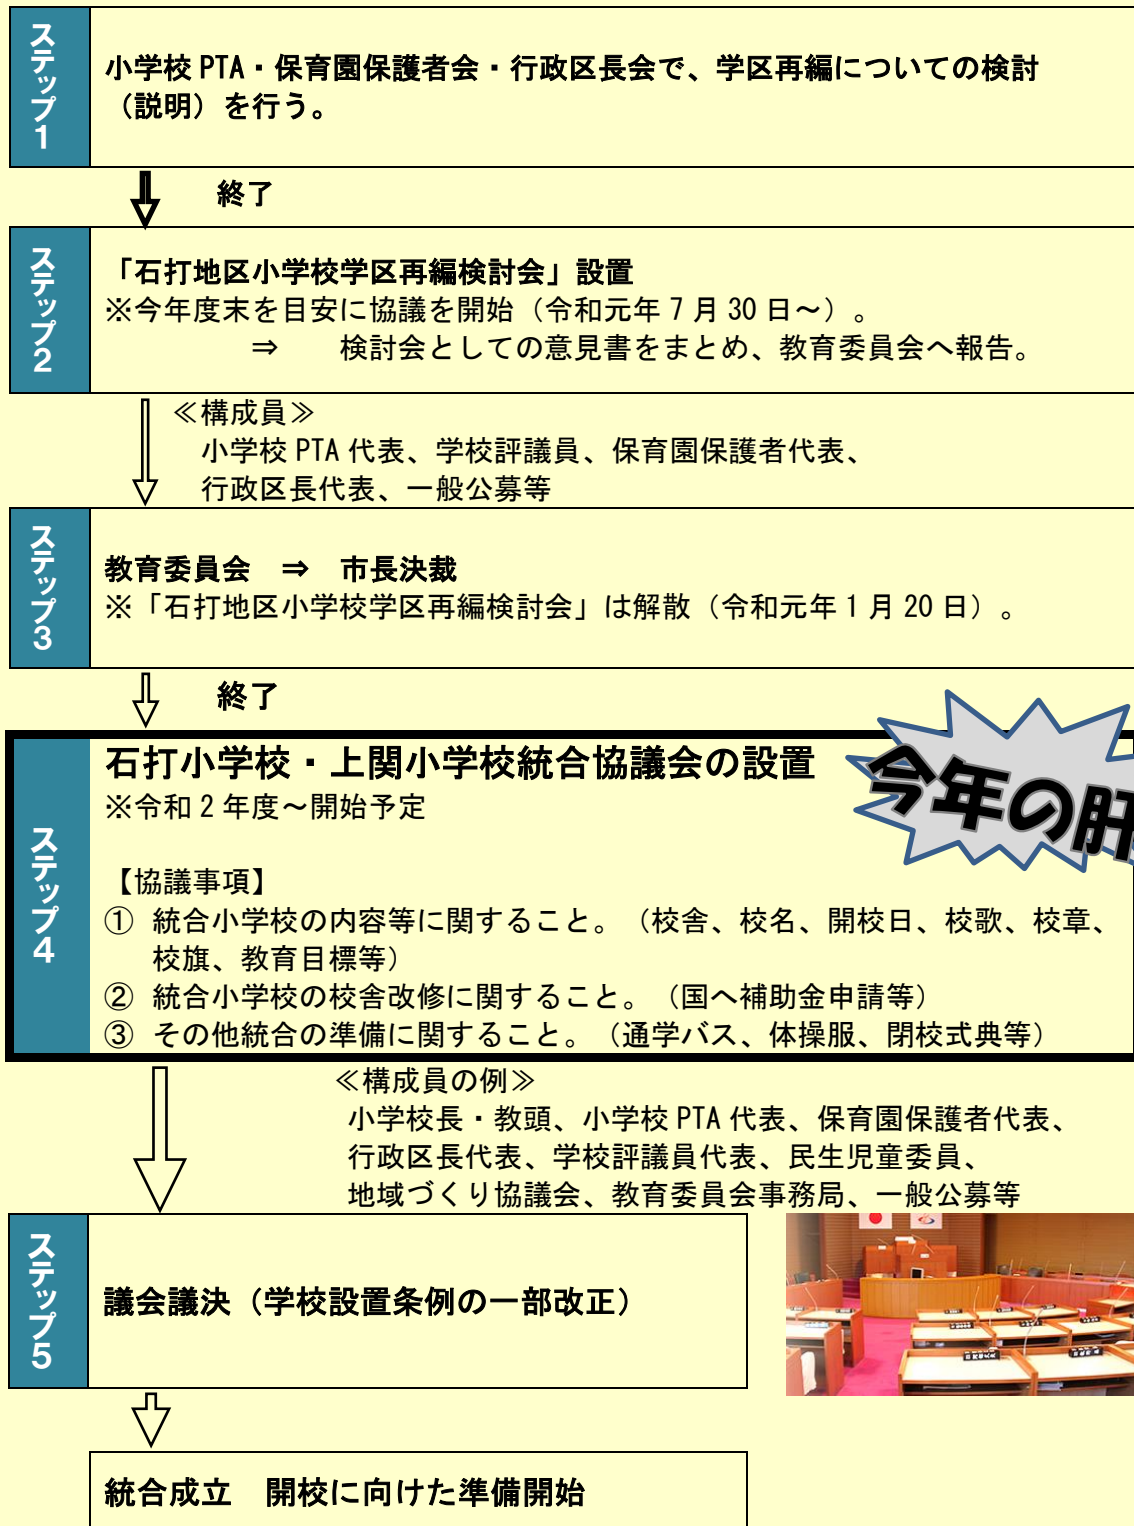 ステップ1
小学校 PTA・保育園保護者会・行政区長会で、学区再編についての検討
（説明）を行う。
終了
ステップ2
「石打地区小学校学区再編検討会」設置
※今年度末を目安に協議を開始（令和元年 7 月 30 日～）。
⇒　検討会としての意見書をまとめ、教育委員会へ報告。
≪構成員≫
小学校 PTA 代表、学校評議員、保育園保護者代表、
行政区長代表、一般公募等
ステップ3
教育委員会　⇒　市長決裁
※「石打地区小学校学区再編検討会」は解散（令和元年 1 月 20 日）。
終了
ステップ4
石打小学校・上関小学校統合協議会の設置
今年の肝
※令和 2 年度～開始予定
【協議事項】
① 統合小学校の内容等に関すること。（校舎、校名、開校日、校歌、校章、
校旗、教育目標等）
② 統合小学校の校舎改修に関すること。（国へ補助金申請等）
③ その他統合の準備に関すること。（通学バス、体操服、閉校式典等）
≪構成員の例≫
小学校長・教頭、小学校 PTA 代表、保育園保護者代表、
行政区長代表、学校評議員代表、民生児童委員、
地域づくり協議会、教育委員会事務局、一般公募等
ステップ5
議会議決（学校設置条例の一部改正）
統合成立　開校に向けた準備開始